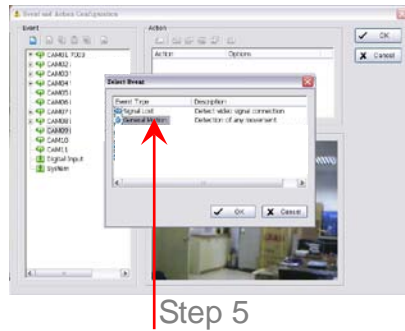 Event and Action Configuration
Event
Action
OK
Cancel
Action Options
CAM01 7003
CAM02
CAM03
CAM04
CAM05
CAM06
CAM07
CAM08
CAM09
CAM10
CAM11
Digital Input
System
Select Event
Event Type Description
Signal Lost Detect video signal connection
General Motion Detection of any movement
OK Cancel
Step 5